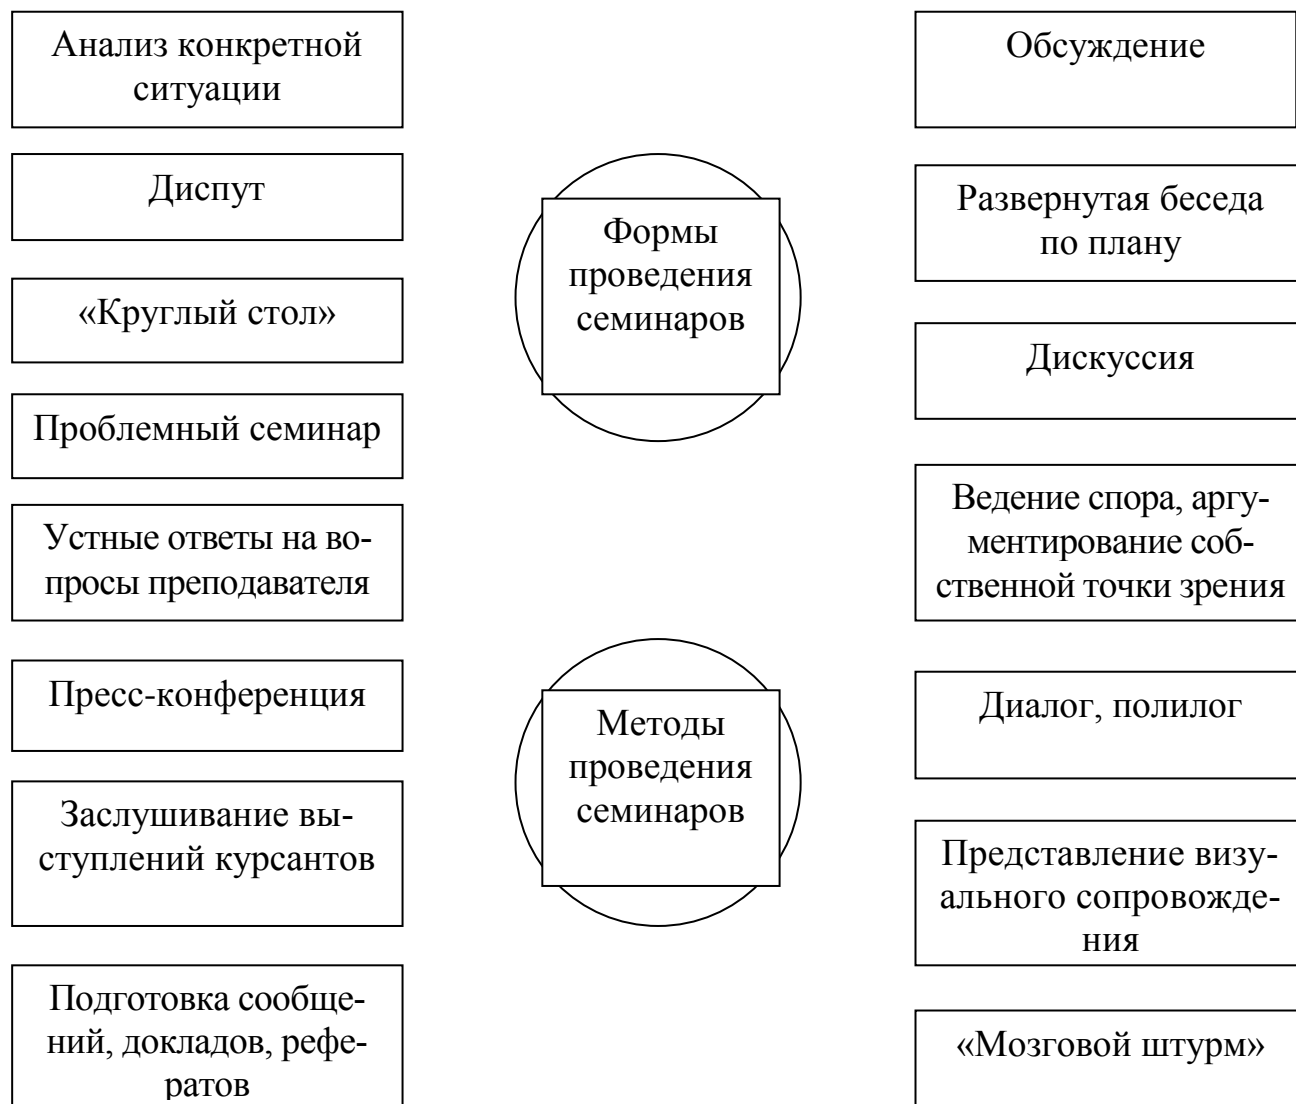 Анализ конкретной
ситуации
Диспут
«Круглый стол»
Проблемный семинар
Устные ответы на во-
просы преподавателя
Пресс-конференция
Заслушивание вы-
ступлений курсантов
Подготовка сообще-
ний, докладов, рефе-
ратов
Формы
проведения
семинаров
Методы
проведения
семинаров
Обсуждение
Развернутая беседа
по плану
Дискуссия
Ведение спора, аргу-
ментирование соб-
ственной точки зрения
Диалог, полилог
Представление визу-
ального сопровожде-
ния
«Мозговой штурм»